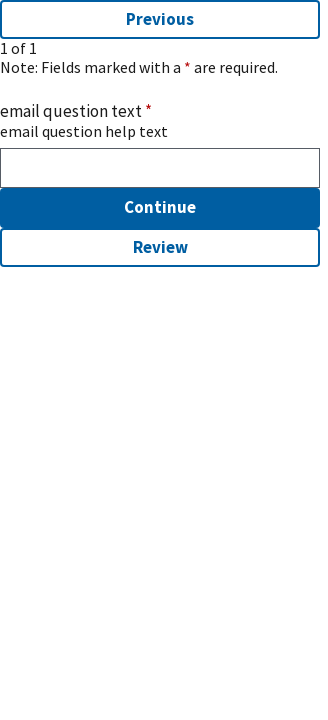 Previous
1 of 1
Note: Fields marked with a * are required.
email question text *
email question help text
Continue
Review